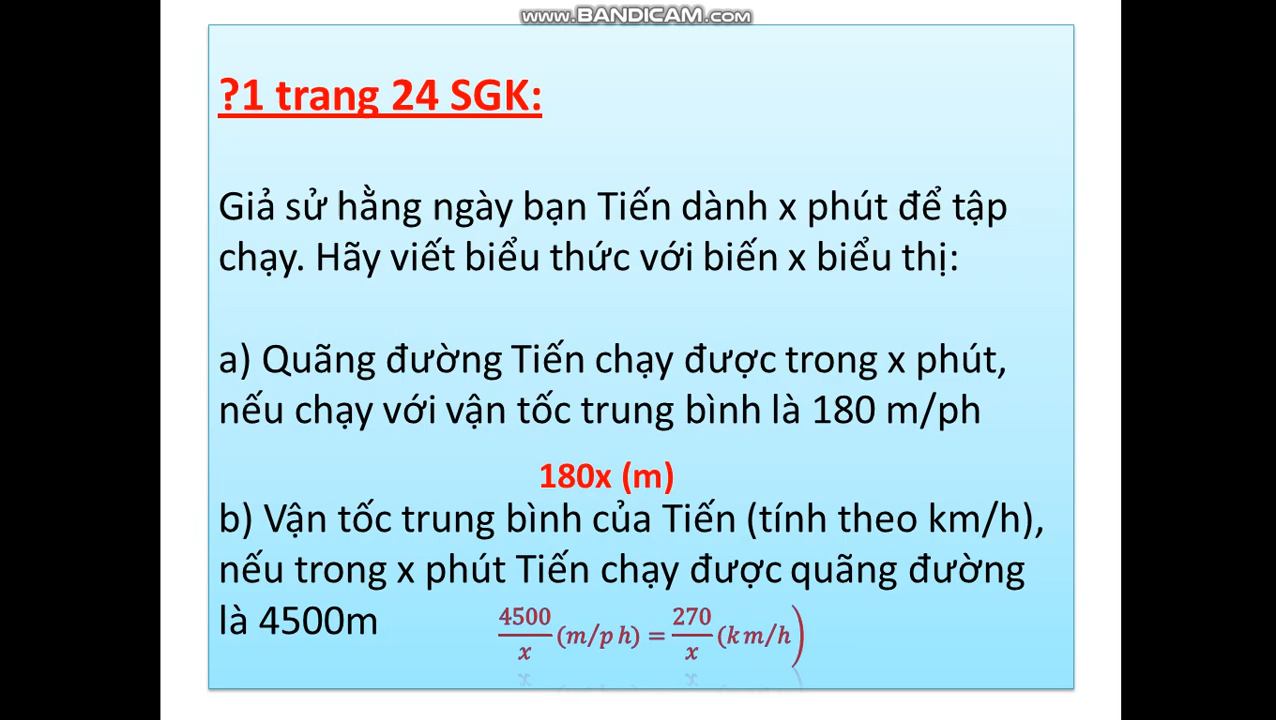 www.BANDICAM.com
?1 trang 24 SGK:
Giả sử hằng ngày bạn Tiến dành x phút để tập
chạy. Hãy viết biểu thức với biến x biểu thị:
a) Quãng đường Tiến chạy được trong x phút,
nếu chạy với vận tốc trung bình là 180 m/ph
180x (m)
b) Vận tốc trung bình của Tiến (tính theo km/h),
nếu trong x phút Tiến chạy được quãng đường
là 4500m
4500/x (m/ph) = 270/x (km/h)